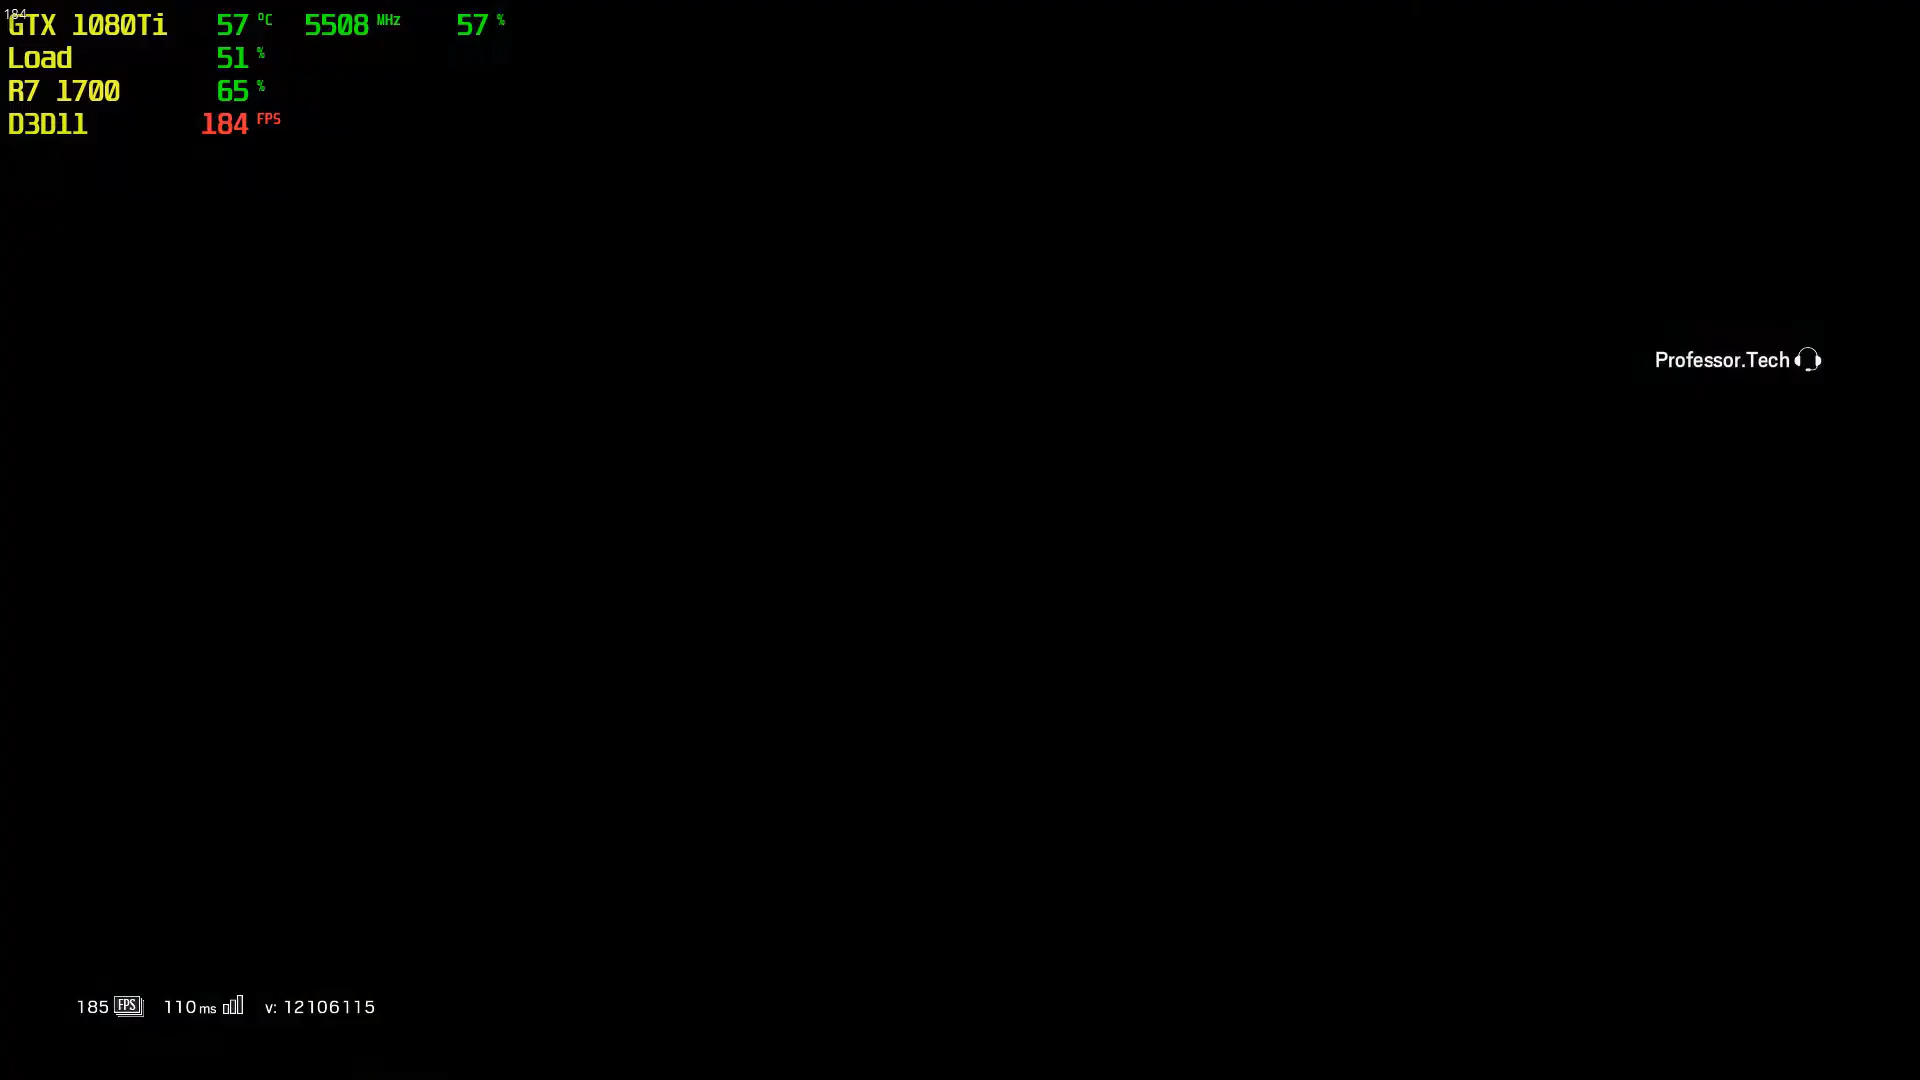 184
GTX 1080Ti 57 °C 5508 MHz 57 %
Load 51 %
R7 1700 65 %
D3D11 184 FPS
Professor.Tech
185 FPS 110 ms v: 12106115